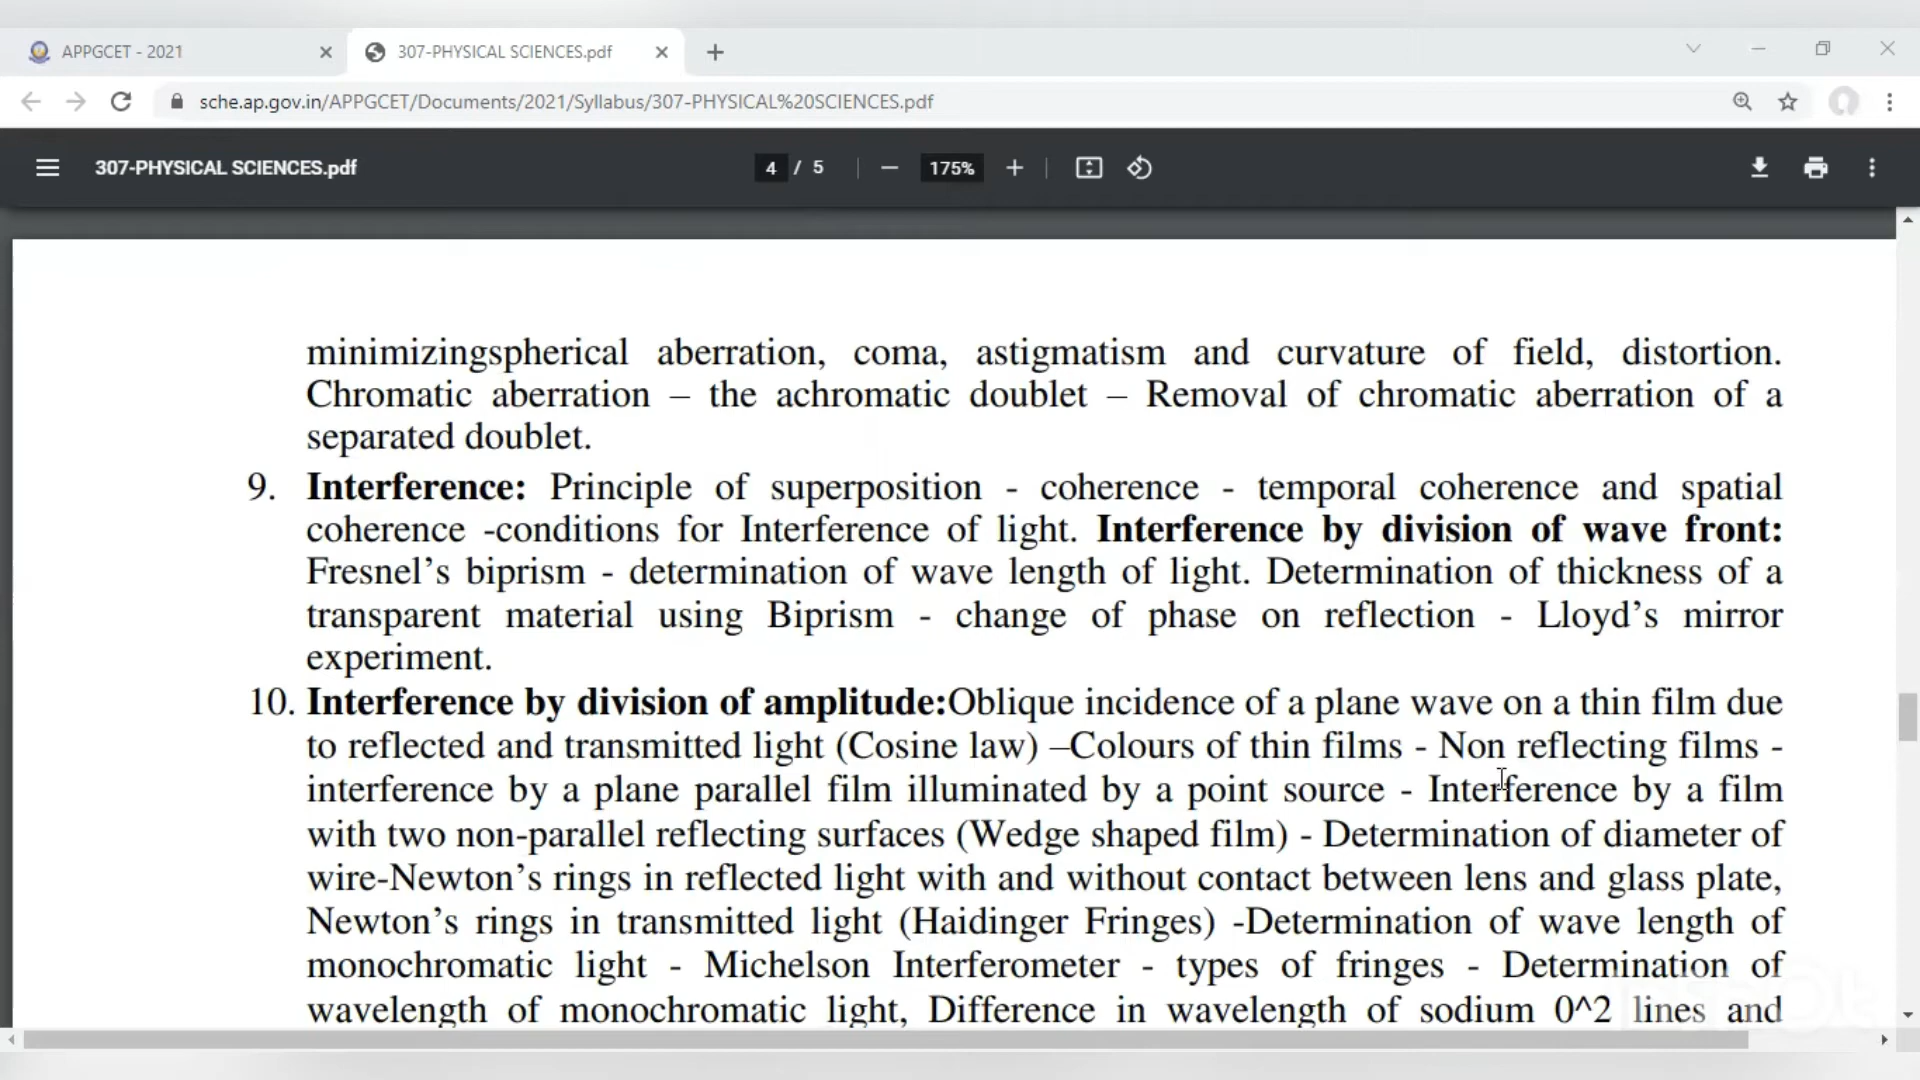 APPGCET - 2021
307-PHYSICAL SCIENCES.pdf
sche.ap.gov.in/APPGCET/Documents/2021/Syllabus/307-PHYSICAL%20SCIENCES.pdf
307-PHYSICAL SCIENCES.pdf 4 / 5 175%
minimizingspherical aberration, coma, astigmatism and curvature of field, distortion.
Chromatic aberration – the achromatic doublet – Removal of chromatic aberration of a
separated doublet.
9. Interference: Principle of superposition - coherence - temporal coherence and spatial
coherence -conditions for Interference of light. Interference by division of wave front:
Fresnel’s biprism - determination of wave length of light. Determination of thickness of a
transparent material using Biprism - change of phase on reflection - Lloyd’s mirror
experiment.
10. Interference by division of amplitude:Oblique incidence of a plane wave on a thin film due
to reflected and transmitted light (Cosine law) –Colours of thin films - Non reflecting films -
interference by a plane parallel film illuminated by a point source - Interference by a film
with two non-parallel reflecting surfaces (Wedge shaped film) - Determination of diameter of
wire-Newton’s rings in reflected light with and without contact between lens and glass plate,
Newton’s rings in transmitted light (Haidinger Fringes) -Determination of wave length of
monochromatic light - Michelson Interferometer - types of fringes - Determination of
wavelength of monochromatic light, Difference in wavelength of sodium 0^2 lines and